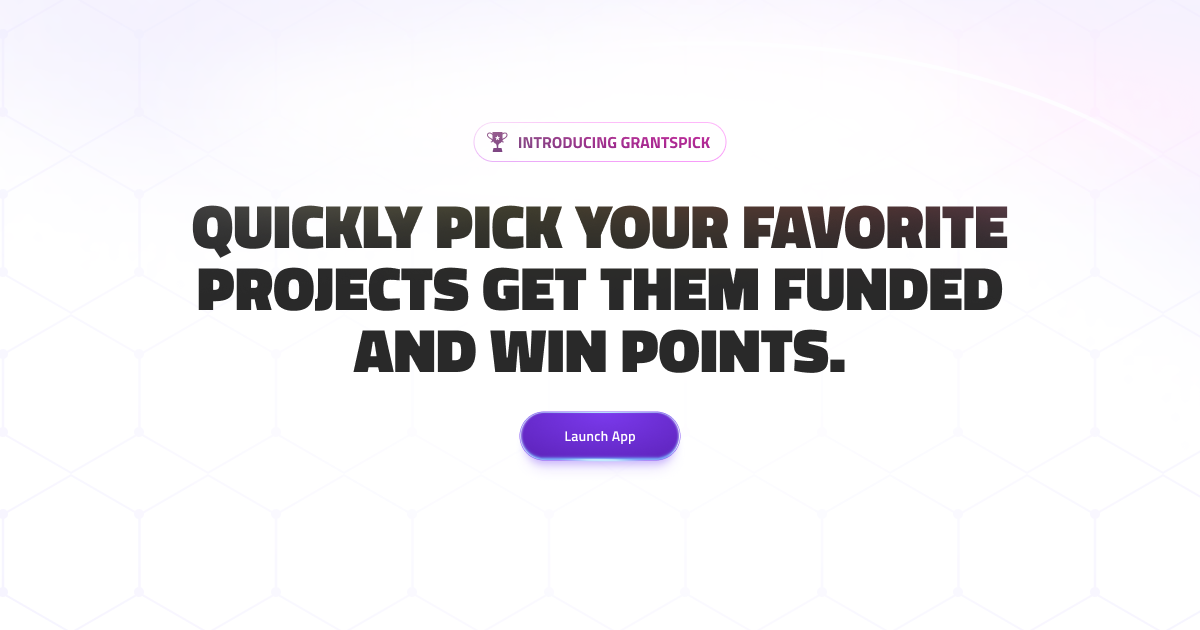 INTRODUCING GRANTSPICK
QUICKLY PICK YOUR FAVORITE
PROJECTS GET THEM FUNDED
AND WIN POINTS.
Launch App